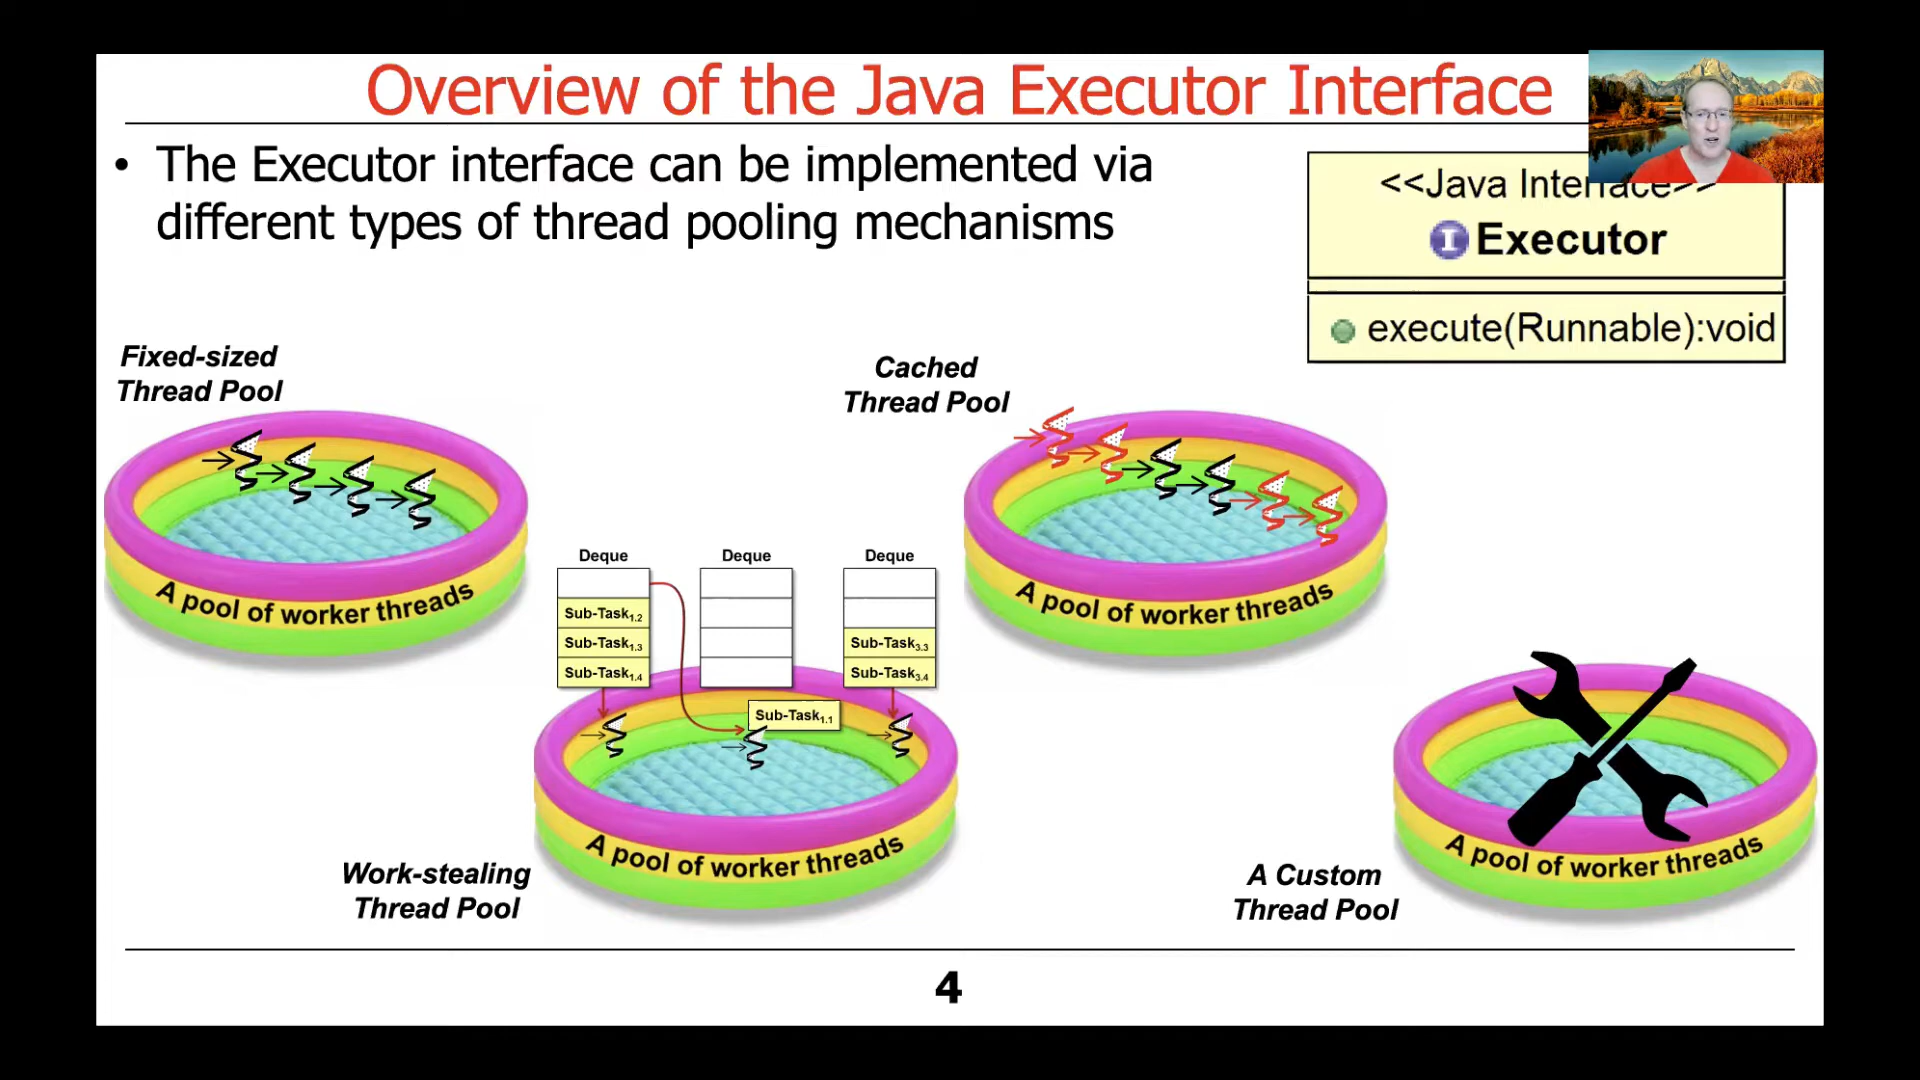 Overview of the Java Executor Interface
• The Executor interface can be implemented via
different types of thread pooling mechanisms
<<Java Interface>>
I Executor
execute(Runnable):void
Fixed-sized
Thread Pool
A pool of worker threads
Cached
Thread Pool
A pool of worker threads
Deque
Sub-Task1.2
Sub-Task1.3
Sub-Task1.4
Deque
Deque
Sub-Task3.3
Sub-Task3.4
Sub-Task1.1
A pool of worker threads
Work-stealing
Thread Pool
A pool of worker threads
A Custom
Thread Pool
4